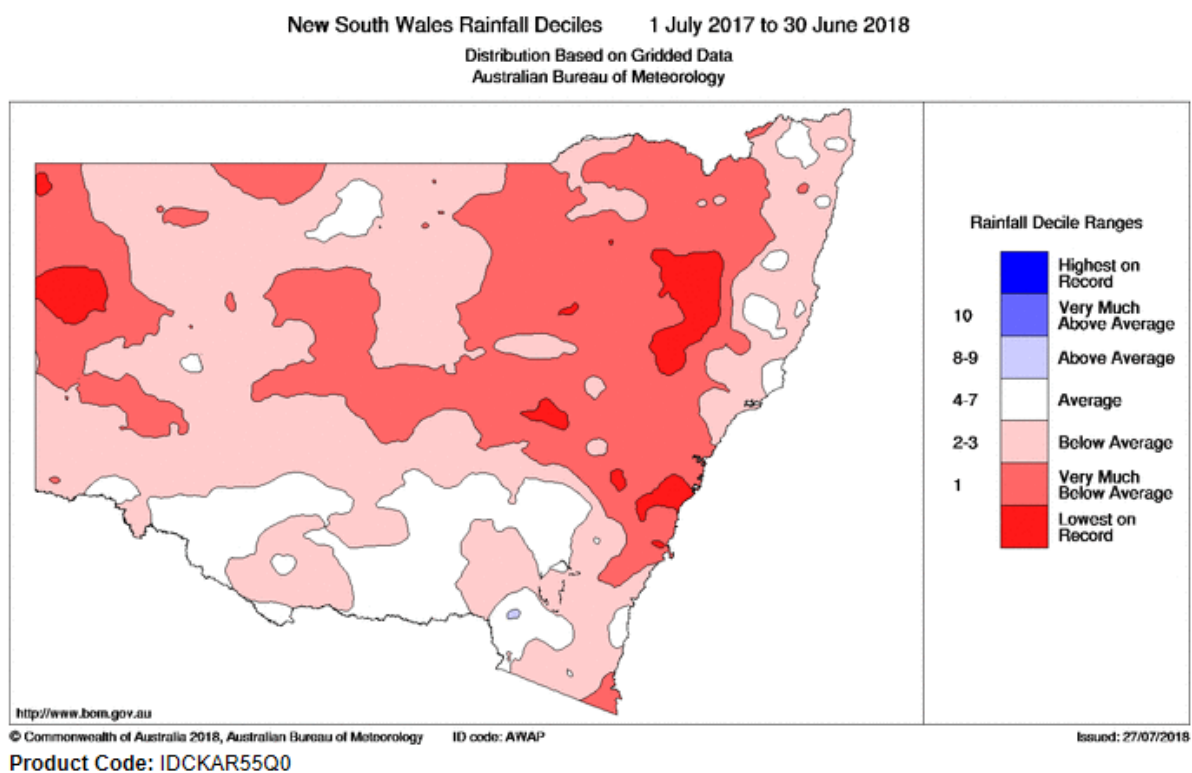 New South Wales Rainfall Deciles 1 July 2017 to 30 June 2018
Distribution Based on Gridded Data
Australian Bureau of Meteorology
Rainfall Decile Ranges
Highest on
Record
10 Very Much
Above Average
8-9 Above Average
4-7 Average
2-3 Below Average
1 Very Much
Below Average
Lowest on
Record
http://www.bom.gov.au
© Commonwealth of Australia 2018, Australian Bureau of Meteorology ID code: AWAP Issued: 27/07/2018
Product Code: IDCKAR55Q0